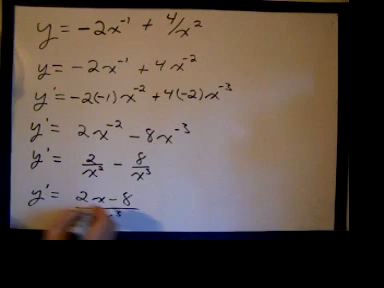 y = -2x⁻¹ + 4/x²
y = -2x⁻¹ + 4x⁻²
y' = -2(-1)x⁻² + 4(-2)x⁻³
y' = 2x⁻² - 8x⁻³
y' = 2/x² - 8/x³
y' = 2x - 8 / x³